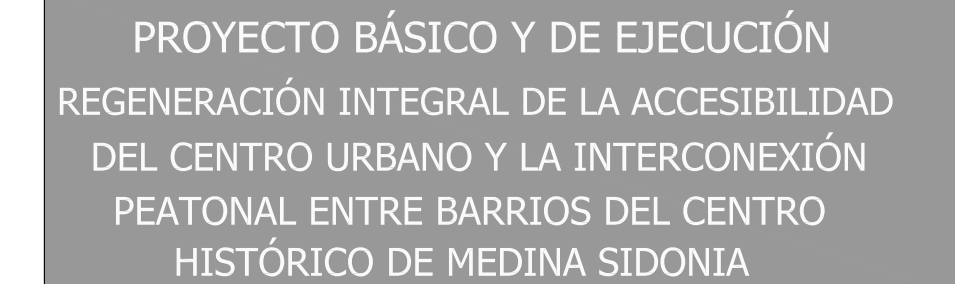 PROYECTO BÁSICO Y DE EJECUCIÓN
REGENERACIÓN INTEGRAL DE LA ACCESIBILIDAD
DEL CENTRO URBANO Y LA INTERCONEXIÓN
PEATONAL ENTRE BARRIOS DEL CENTRO
HISTÓRICO DE MEDINA SIDONIA